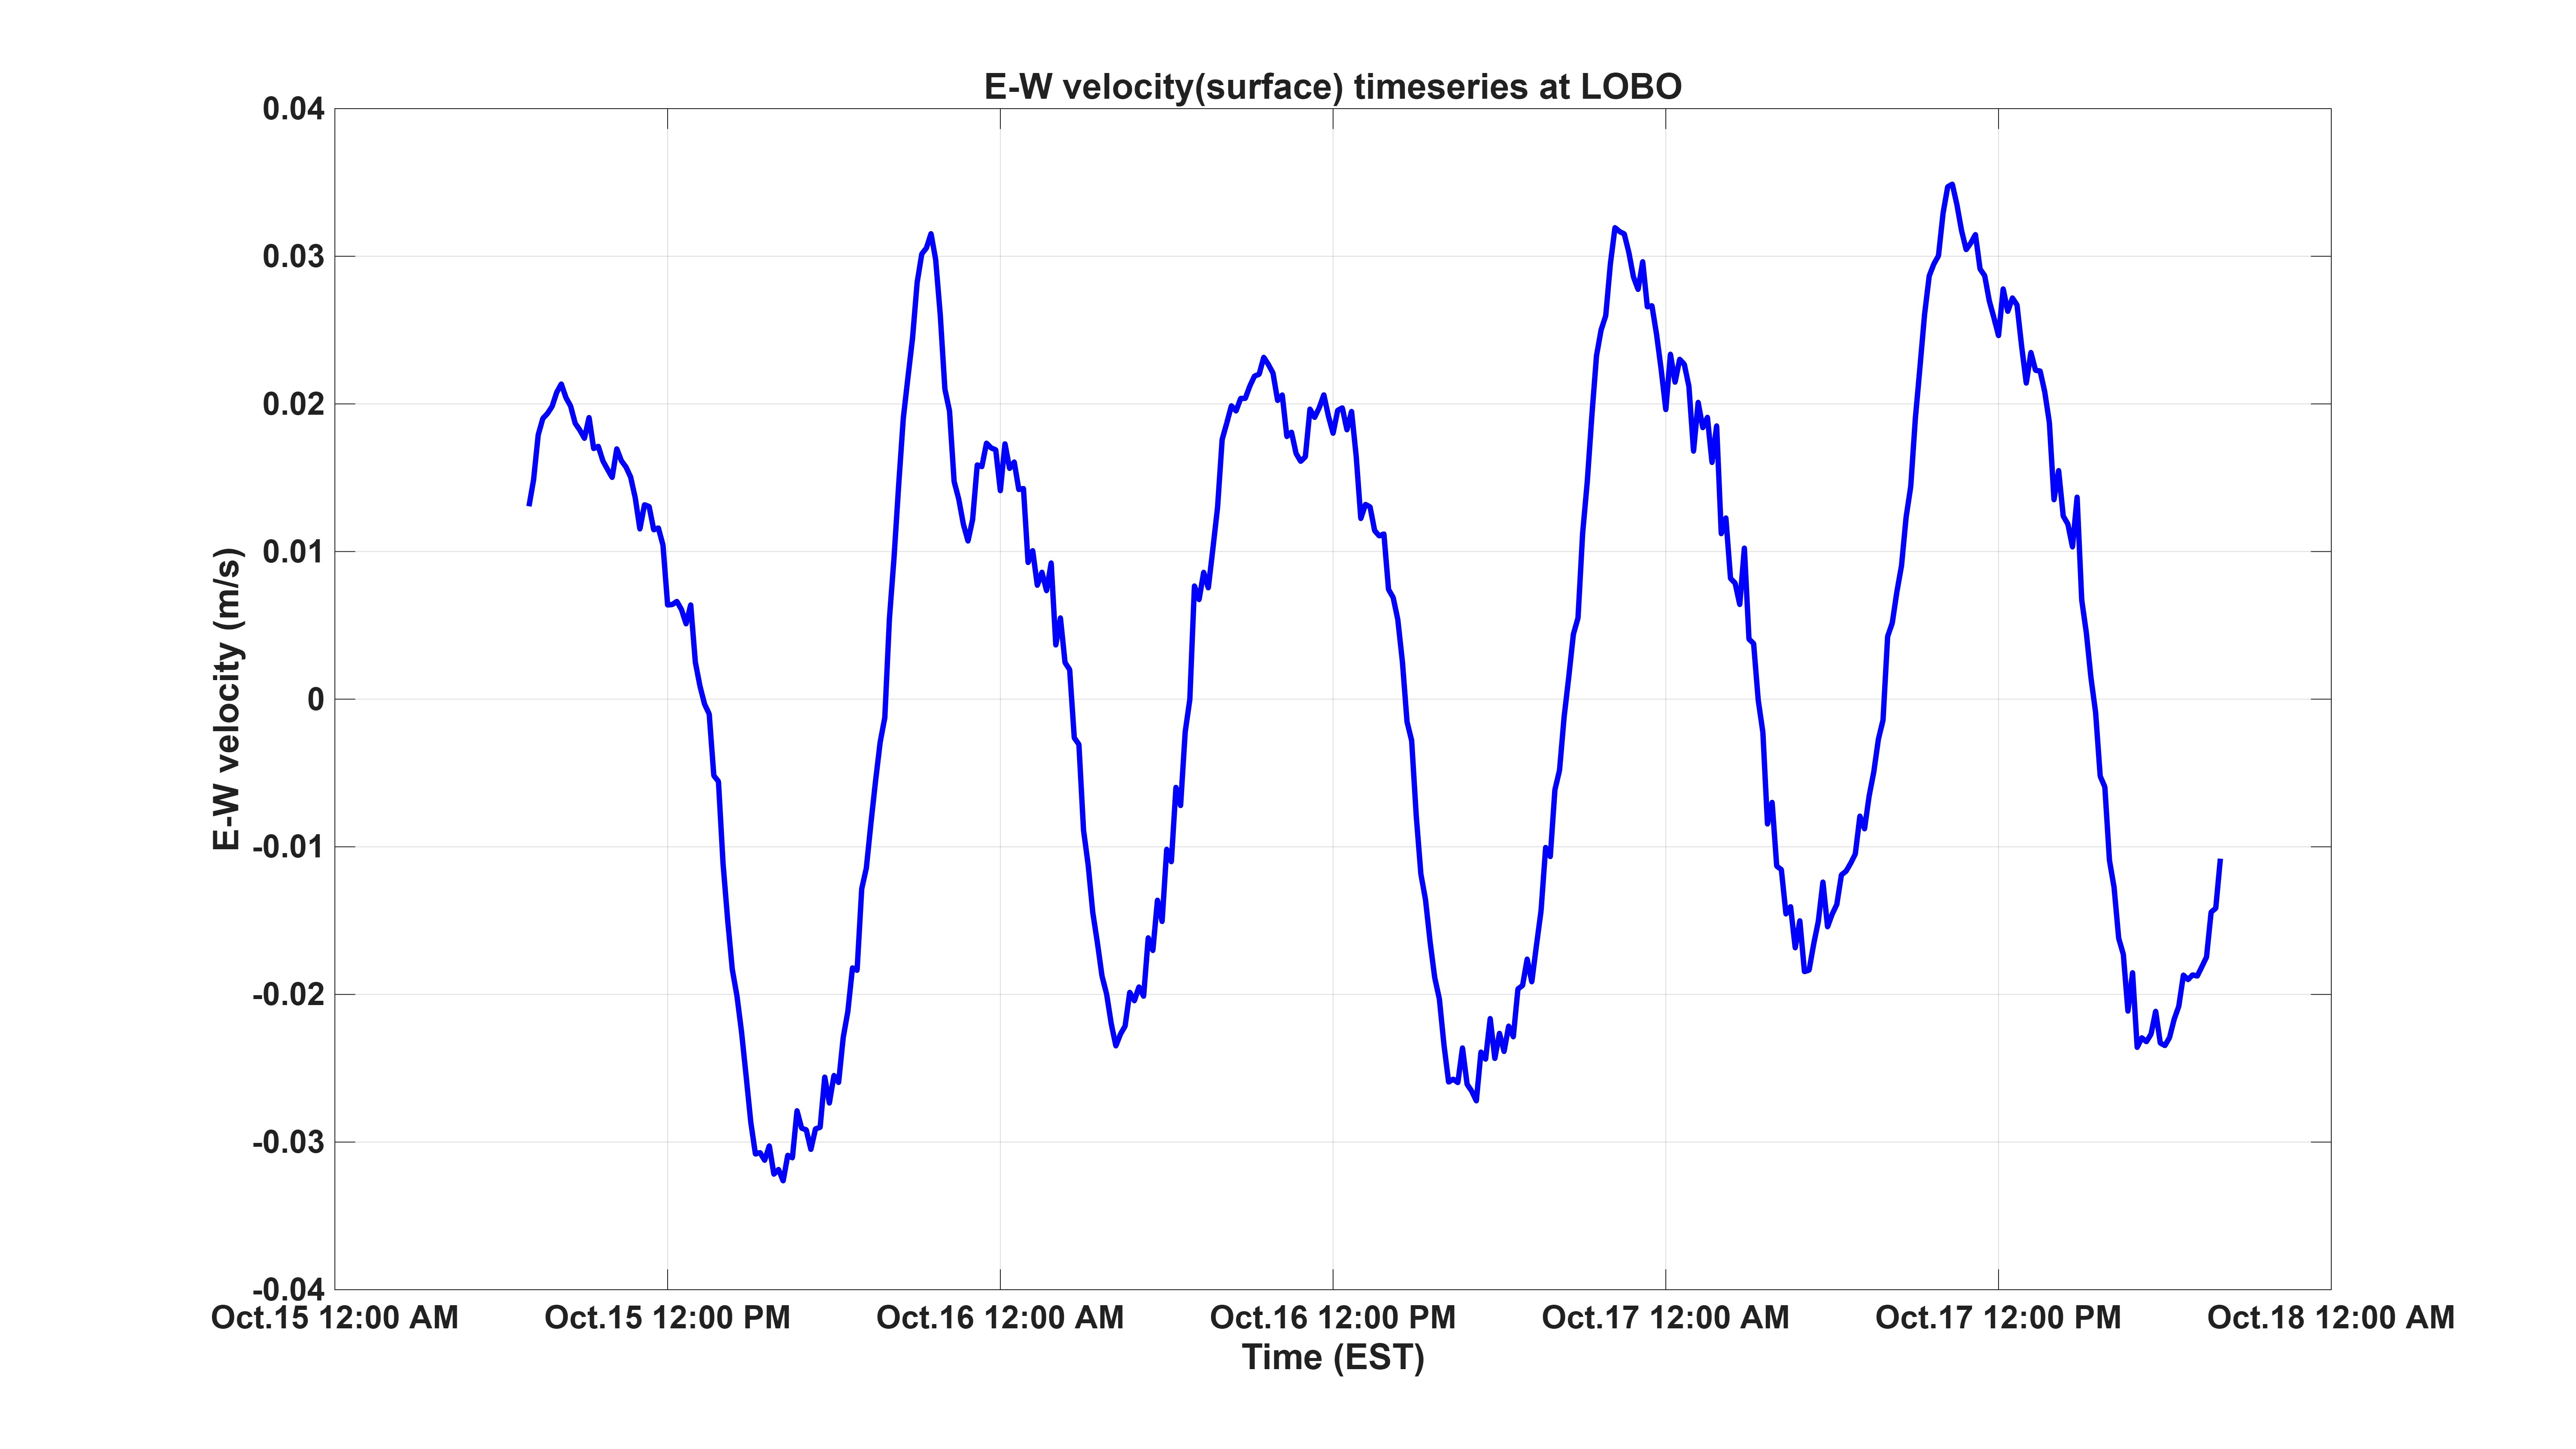 E-W velocity(surface) timeseries at LOBO
0.04
0.03
0.02
0.01
0
-0.01
-0.02
-0.03
-0.04
E-W velocity (m/s)
Oct.15 12:00 AM Oct.15 12:00 PM Oct.16 12:00 AM Oct.16 12:00 PM Oct.17 12:00 AM Oct.17 12:00 PM Oct.18 12:00 AM
Time (EST)